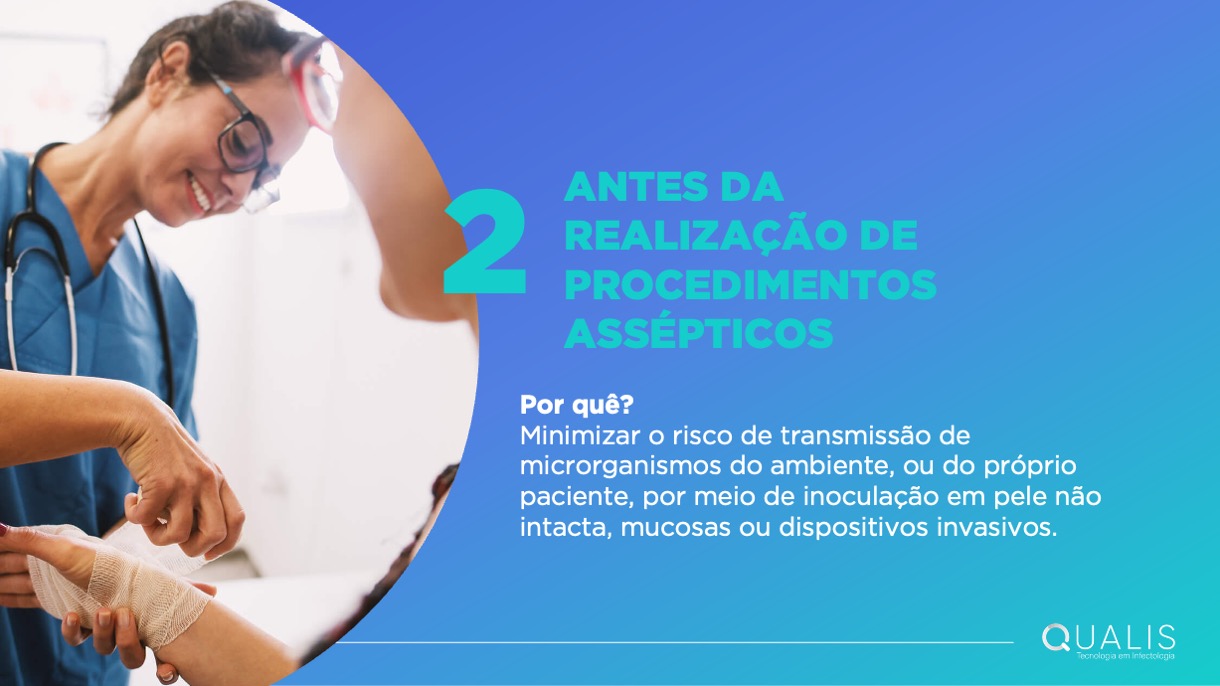 2
ANTES DA
REALIZAÇÃO DE
PROCEDIMENTOS
ASSÉPTICOS
Por quê?
Minimizar o risco de transmissão de
microrganismos do ambiente, ou do próprio
paciente, por meio de inoculação em pele não
intacta, mucosas ou dispositivos invasivos.
QUALIS
Tecnologia em Infectologia